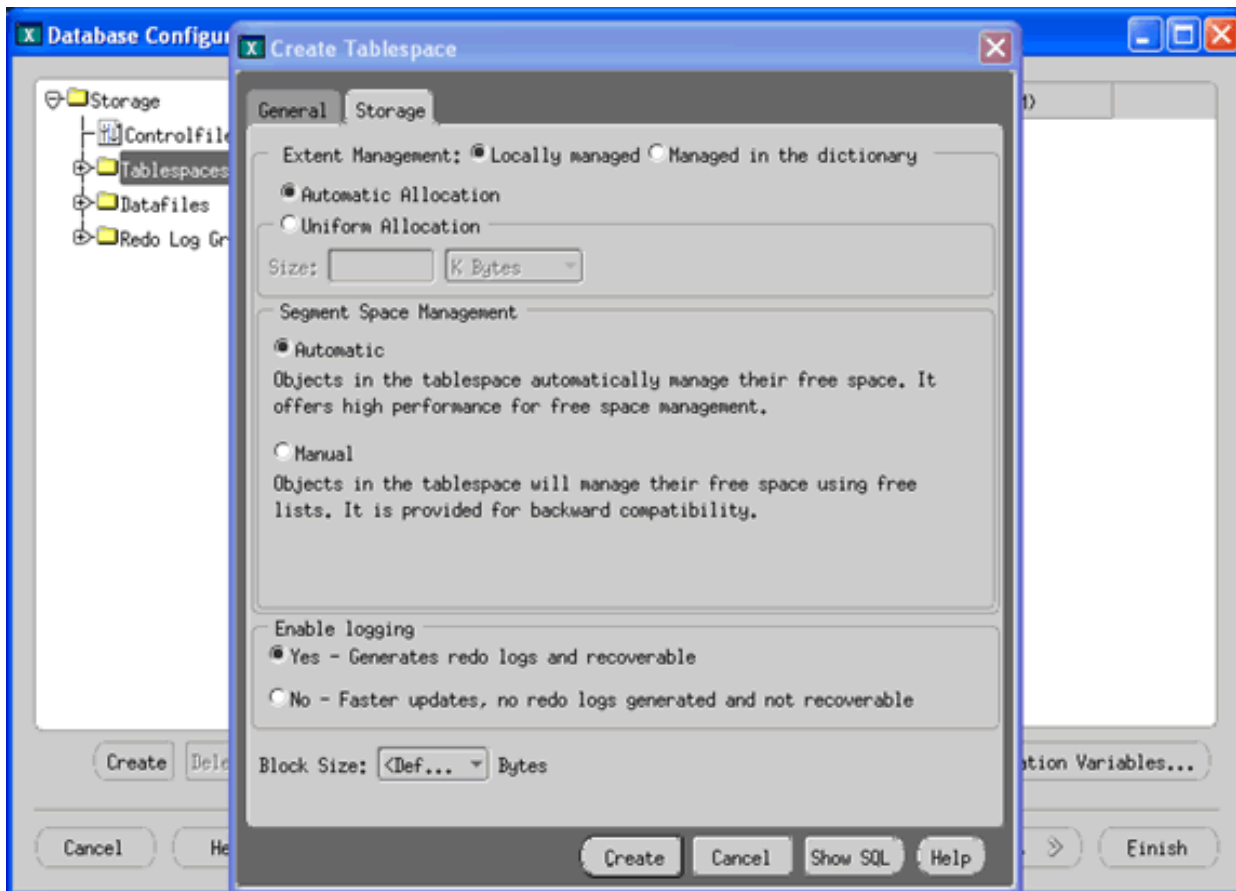 Database Configu
Create Tablespace
Storage
Controlfile
Tablespaces
Datafiles
Redo Log Gr
General Storage
Extent Management: Locally managed Managed in the dictionary
Automatic Allocation
Uniform Allocation
Size: K Bytes
Segment Space Management
Automatic
Objects in the tablespace automatically manage their free space. It
offers high performance for free space management.
Manual
Objects in the tablespace will manage their free space using free
lists. It is provided for backward compatibility.
Enable logging
Yes - Generates redo logs and recoverable
No - Faster updates, no redo logs generated and not recoverable
Block Size: <Def... Bytes
Create Dele
ation Variables...
Cancel He
Create Cancel Show SQL Help
Finish